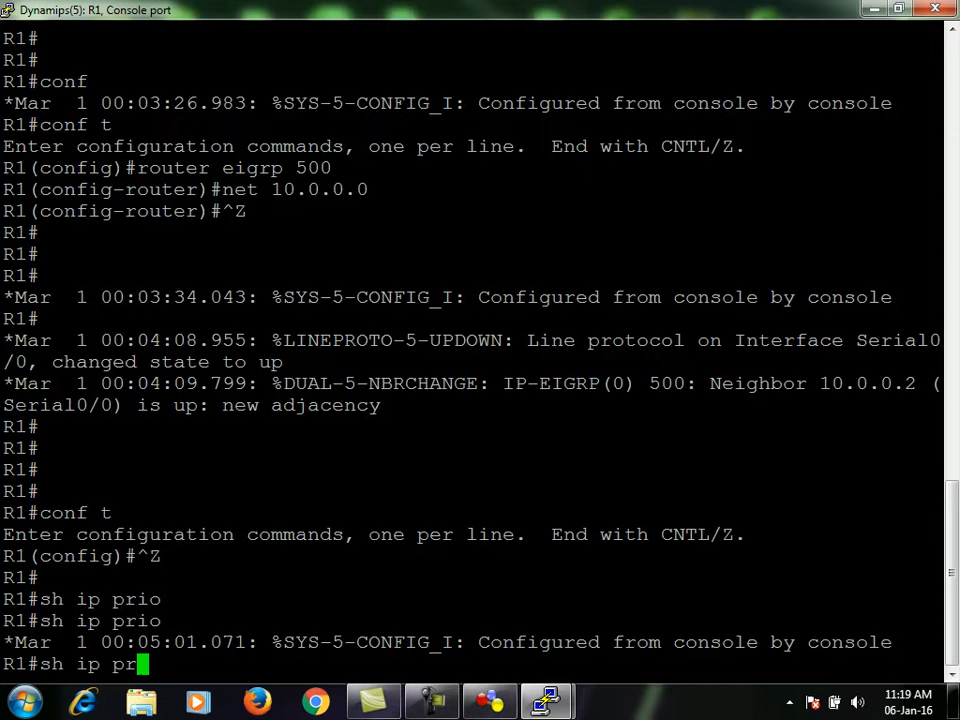 Dynamips(5): R1, Console port
R1#
R1#
R1#conf
*Mar  1 00:03:26.983: %SYS-5-CONFIG_I: Configured from console by console
R1#conf t
Enter configuration commands, one per line.  End with CNTL/Z.
R1(config)#router eigrp 500
R1(config-router)#net 10.0.0.0
R1(config-router)#^Z
R1#
R1#
R1#
*Mar  1 00:03:34.043: %SYS-5-CONFIG_I: Configured from console by console
R1#
*Mar  1 00:04:08.955: %LINEPROTO-5-UPDOWN: Line protocol on Interface Serial0
/0, changed state to up
*Mar  1 00:04:09.799: %DUAL-5-NBRCHANGE: IP-EIGRP(0) 500: Neighbor 10.0.0.2 (
Serial0/0) is up: new adjacency
R1#
R1#
R1#
R1#
R1#conf t
Enter configuration commands, one per line.  End with CNTL/Z.
R1(config)#^Z
R1#
R1#sh ip prio
R1#sh ip prio
*Mar  1 00:05:01.071: %SYS-5-CONFIG_I: Configured from console by console
R1#sh ip pr
11:19 AM
06-Jan-16